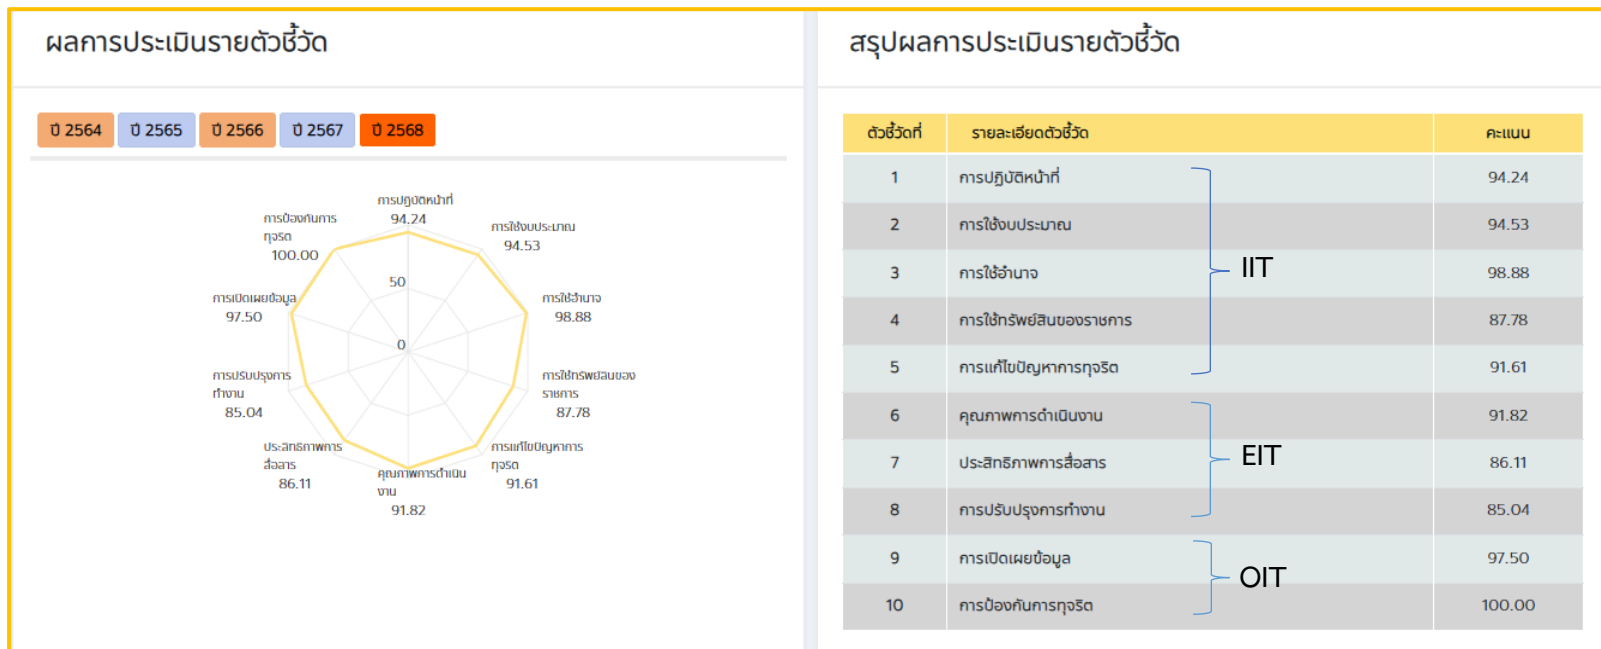 ผลการประเมินรายตัวชี้วัด
ปี 2564 ปี 2565 ปี 2566 ปี 2567 ปี 2568
การปฏิบัติหน้าที่
94.24
การใช้งบประมาณ
94.53
การใช้อำนาจ
98.88
การใช้ทรัพย์สินของ
ราชการ
87.78
การแก้ไขปัญหาการ
ทุจริต
91.61
คุณภาพการดำเนิน
งาน
91.82
ประสิทธิภาพการ
สื่อสาร
86.11
การปรับปรุงการ
ทำงาน
85.04
การเปิดเผยข้อมูล
97.50
การป้องกันการ
ทุจริต
100.00
50
0
สรุปผลการประเมินรายตัวชี้วัด
ตัวชี้วัดที่ รายละเอียดตัวชี้วัด คะแนน
1 การปฏิบัติหน้าที่ 94.24
2 การใช้งบประมาณ 94.53
3 การใช้อำนาจ 98.88
4 การใช้ทรัพย์สินของราชการ 87.78
5 การแก้ไขปัญหาการทุจริต 91.61
IIT
6 คุณภาพการดำเนินงาน 91.82
7 ประสิทธิภาพการสื่อสาร 86.11
8 การปรับปรุงการทำงาน 85.04
EIT
9 การเปิดเผยข้อมูล 97.50
10 การป้องกันการทุจริต 100.00
OIT